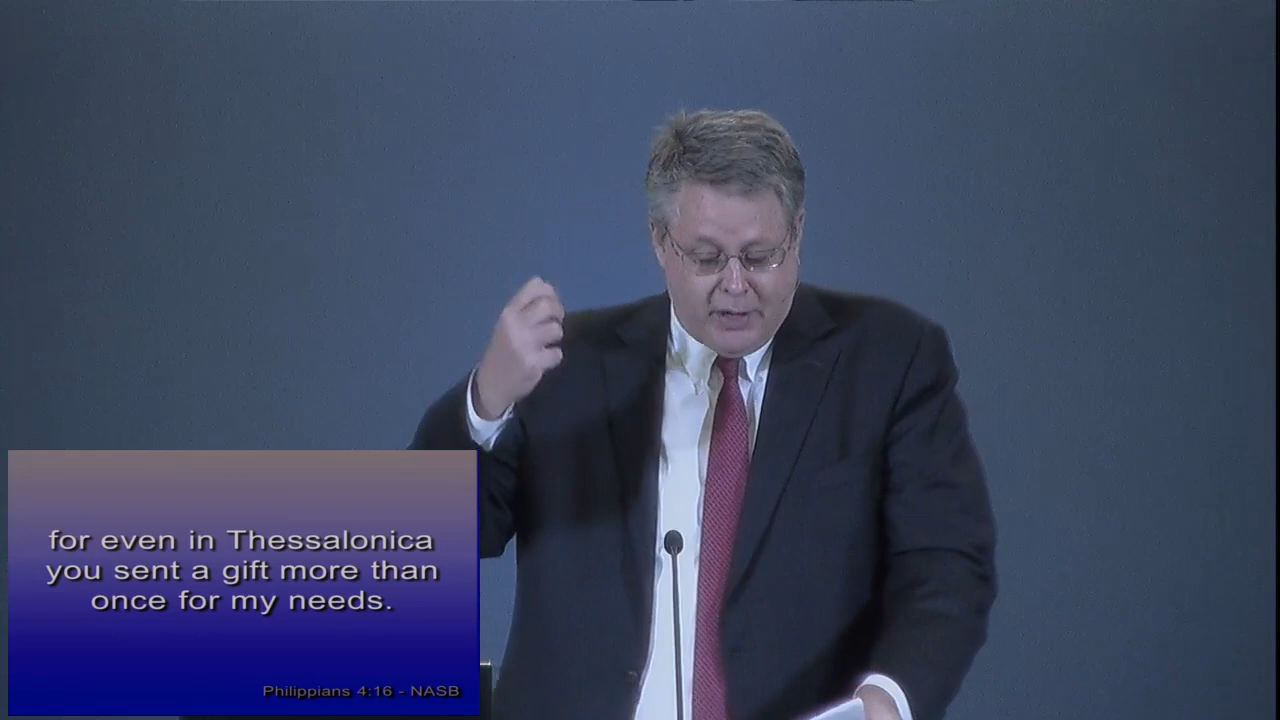 for even in Thessalonica
you sent a gift more than
once for my needs.
Philippians 4:16 - NASB